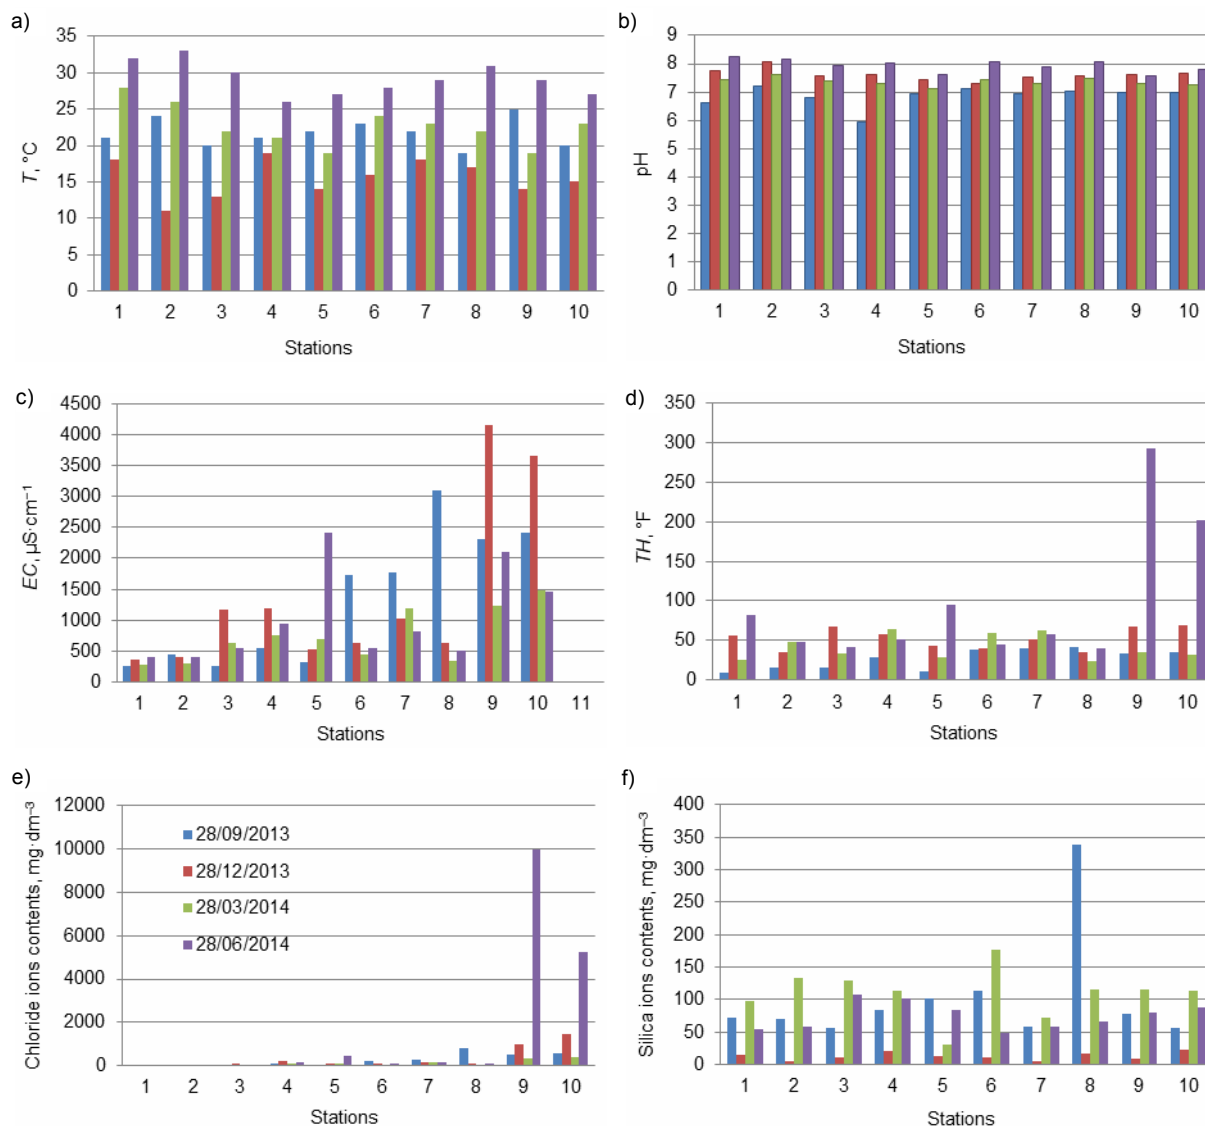 a)
35
30
25
20
15
10
5
0
T, °C
1 2 3 4 5 6 7 8 9 10
Stations
b)
9
8
7
6
5
4
3
2
1
0
pH
1 2 3 4 5 6 7 8 9 10
Stations
c)
4500
4000
3500
3000
2500
2000
1500
1000
500
0
EC, µS·cm⁻¹
1 2 3 4 5 6 7 8 9 10 11
Stations
d)
350
300
250
200
150
100
50
0
TH, °F
1 2 3 4 5 6 7 8 9 10
Stations
e)
12000
10000
8000
6000
4000
2000
0
Chloride ions contents, mg·dm⁻³
28/09/2013
28/12/2013
28/03/2014
28/06/2014
1 2 3 4 5 6 7 8 9 10
Stations
f)
400
350
300
250
200
150
100
50
0
Silica ions contents, mg·dm⁻³
1 2 3 4 5 6 7 8 9 10
Stations